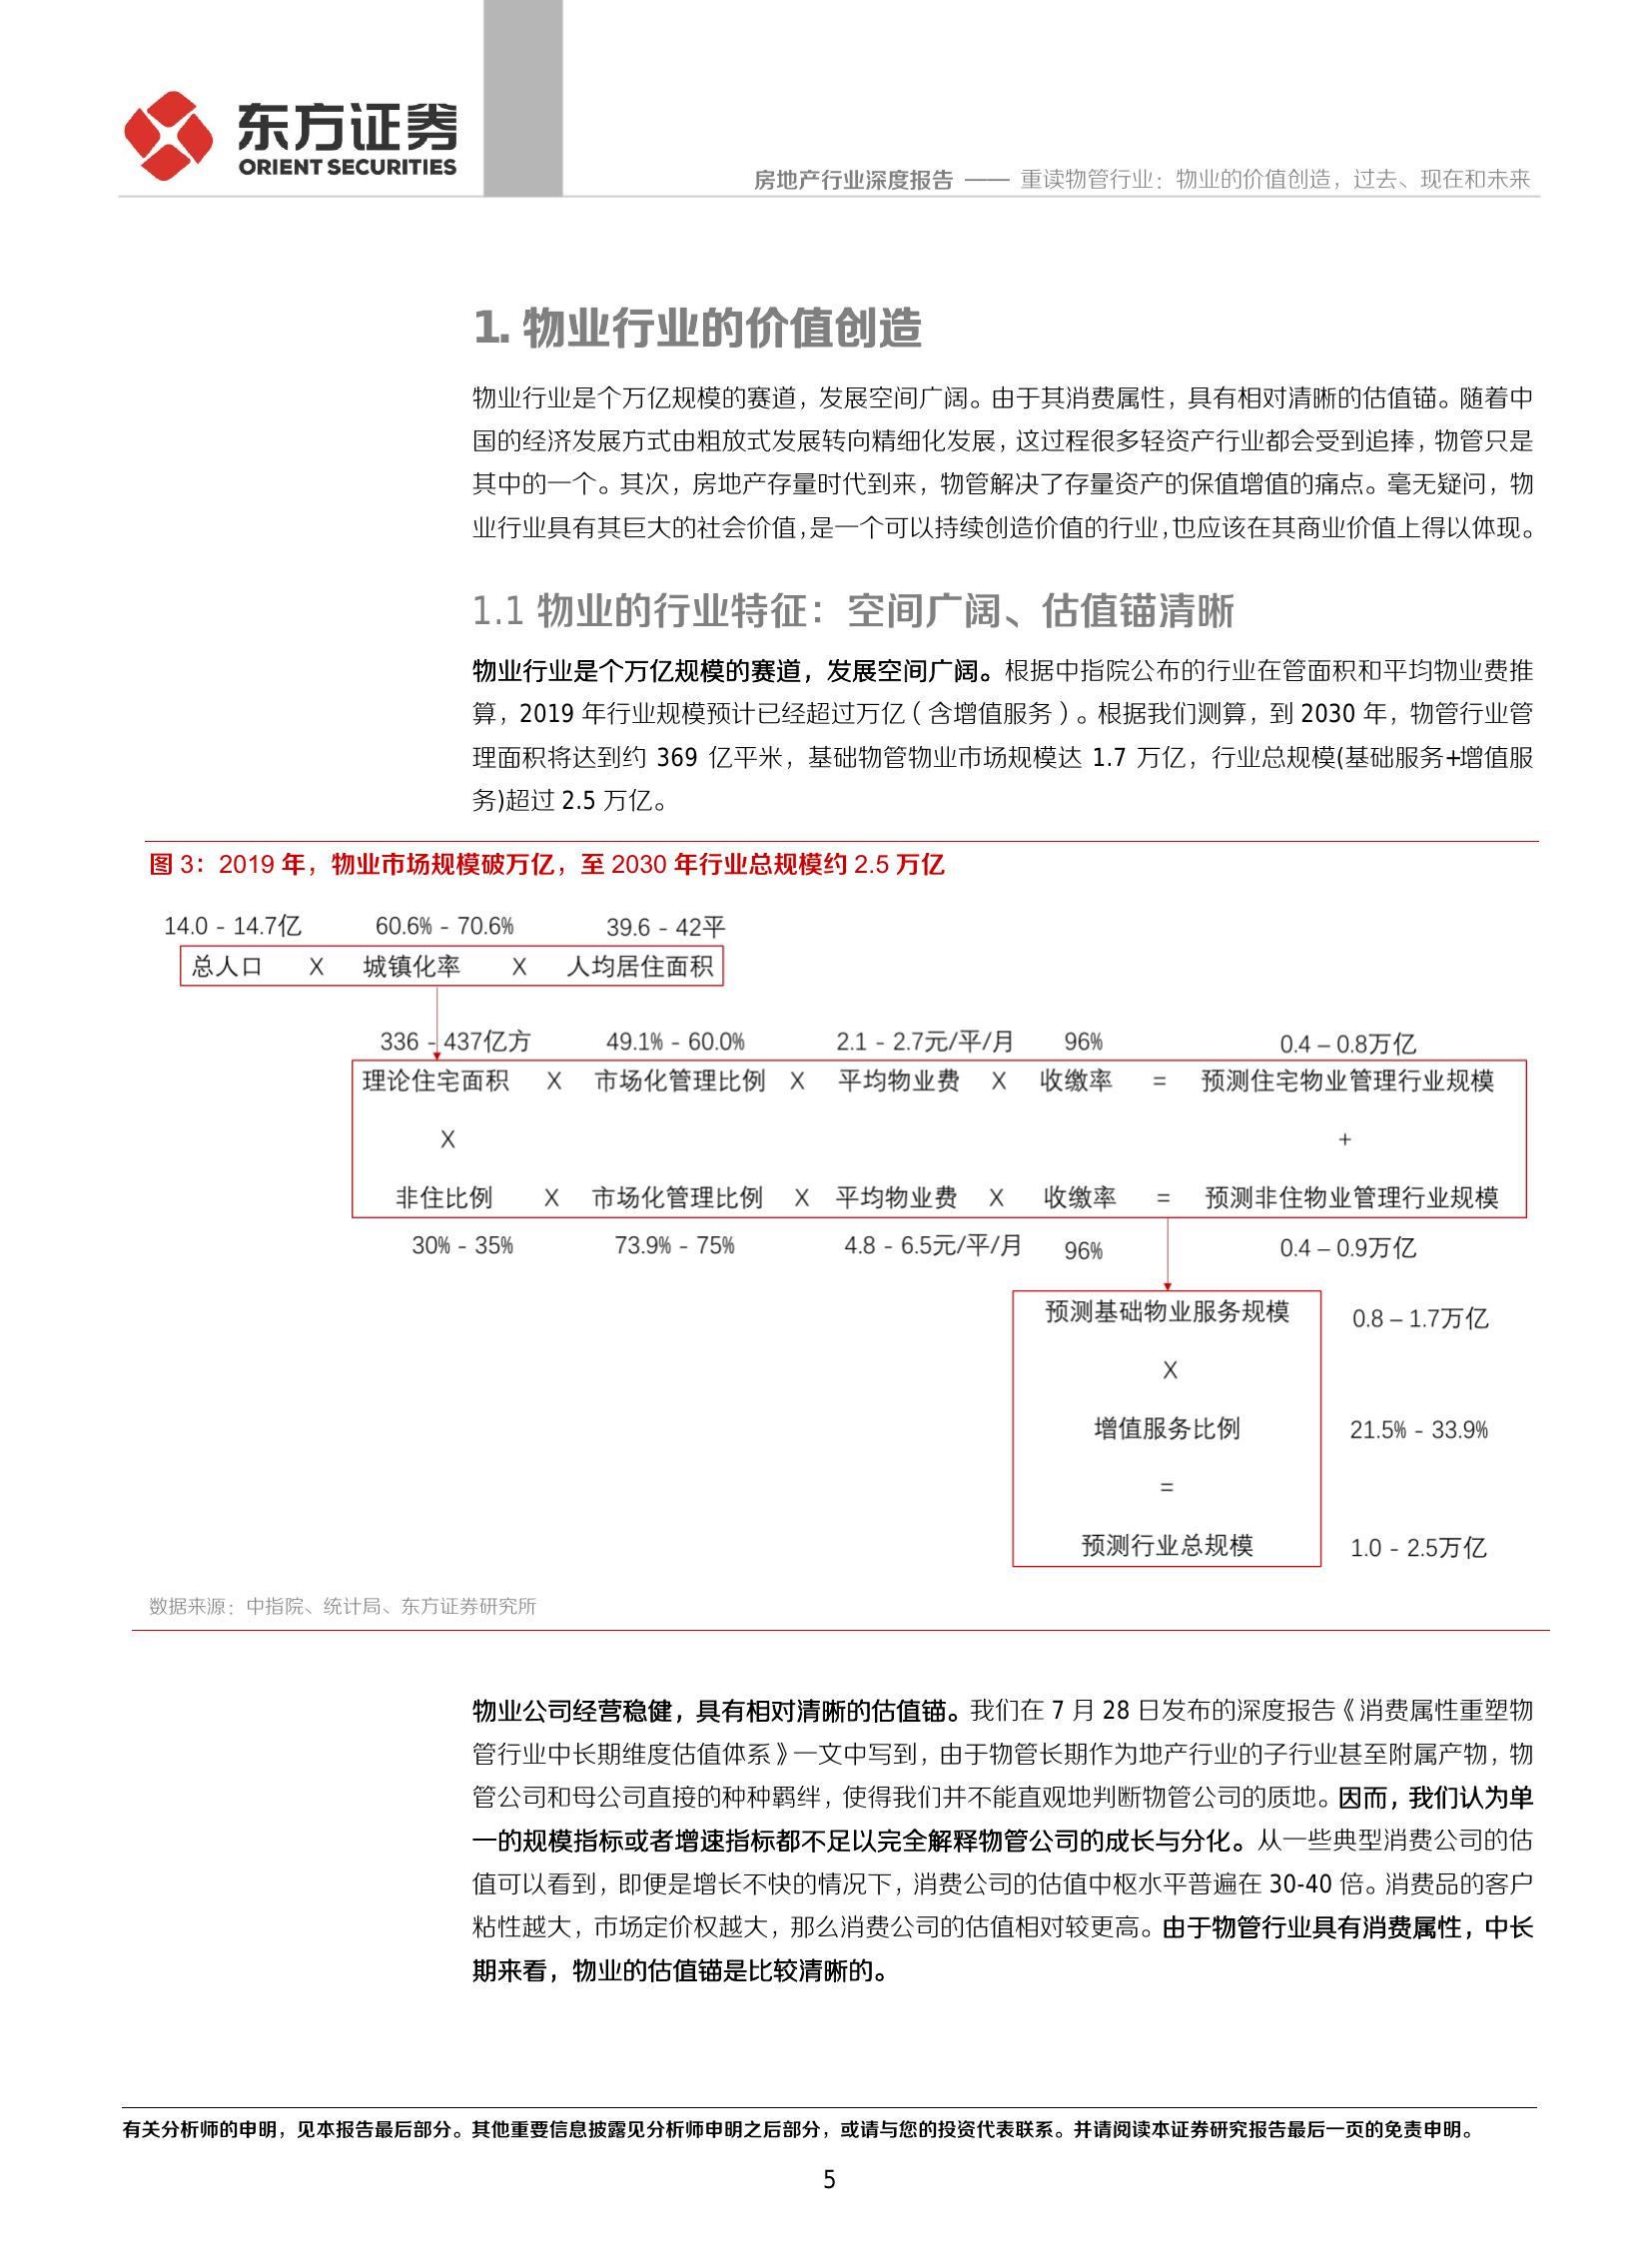 东方证券
ORIENT SECURITIES
房地产行业深度报告 —— 重读物管行业：物业的价值创造，过去、现在和未来
1. 物业行业的价值创造
物业行业是个万亿规模的赛道，发展空间广阔。由于其消费属性，具有相对清晰的估值锚。随着中
国的经济发展方式由粗放式发展转向精细化发展，这过程很多轻资产行业都会受到追捧，物管只是
其中的一个。其次，房地产存量时代到来，物管解决了存量资产的保值增值的痛点。毫无疑问，物
业行业具有其巨大的社会价值，是一个可以持续创造价值的行业，也应该在其商业价值上得以体现。
1.1 物业的行业特征：空间广阔、估值锚清晰
物业行业是个万亿规模的赛道，发展空间广阔。根据中指院公布的行业在管面积和平均物业费推
算，2019 年行业规模预计已经超过万亿（含增值服务）。根据我们测算，到 2030 年，物管行业管
理面积将达到约 369 亿平米，基础物管物业市场规模达 1.7 万亿，行业总规模(基础服务+增值服
务)超过 2.5 万亿。
图 3：2019 年，物业市场规模破万亿，至 2030 年行业总规模约 2.5 万亿
14.0 - 14.7亿 60.6% - 70.6% 39.6 - 42平
总人口 X 城镇化率 X 人均居住面积
336 - 437亿方 49.1% - 60.0% 2.1 - 2.7元/平/月 96% 0.4 – 0.8万亿
理论住宅面积 X 市场化管理比例 X 平均物业费 X 收缴率 = 预测住宅物业管理行业规模
X +
非住比例 X 市场化管理比例 X 平均物业费 X 收缴率 = 预测非住物业管理行业规模
30% - 35% 73.9% - 75% 4.8 - 6.5元/平/月 96% 0.4 – 0.9万亿
预测基础物业服务规模 0.8 – 1.7万亿
X
增值服务比例 21.5% - 33.9%
=
预测行业总规模 1.0 - 2.5万亿
数据来源：中指院、统计局、东方证券研究所
物业公司经营稳健，具有相对清晰的估值锚。我们在 7 月 28 日发布的深度报告《消费属性重塑物
管行业中长期维度估值体系》一文中写到，由于物管长期作为地产行业的子行业甚至附属产物，物
管公司和母公司直接的种种羁绊，使得我们并不能直观地判断物管公司的质地。因而，我们认为单
一的规模指标或者增速指标都不足以完全解释物管公司的成长与分化。从一些典型消费公司的估
值可以看到，即便是增长不快的情况下，消费公司的估值中枢水平普遍在 30-40 倍。消费品的客户
粘性越大，市场定价权越大，那么消费公司的估值相对较更高。由于物管行业具有消费属性，中长
期来看，物业的估值锚是比较清晰的。
有关分析师的申明，见本报告最后部分。其他重要信息披露见分析师申明之后部分，或请与您的投资代表联系。并请阅读本证券研究报告最后一页的免责申明。
5